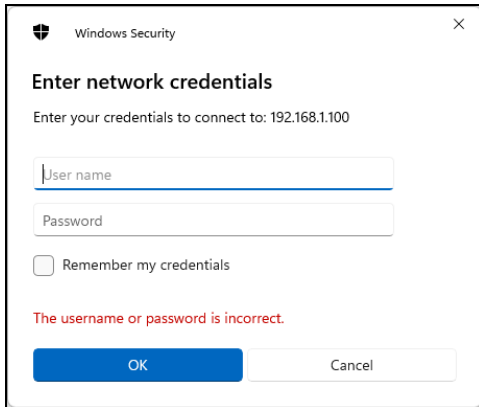 Windows Security
Enter network credentials
Enter your credentials to connect to: 192.168.1.100
User name
Password
Remember my credentials
The username or password is incorrect.
OK
Cancel